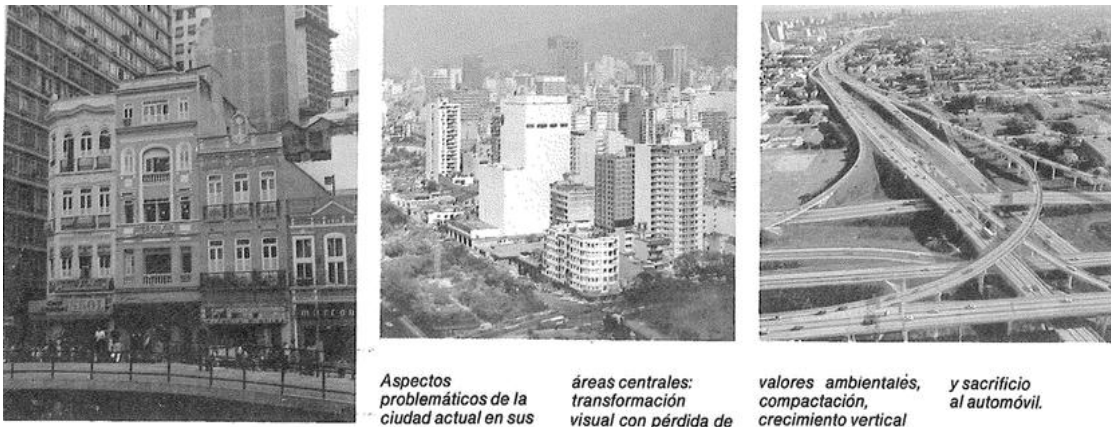 Aspectos
problemáticos de la
ciudad actual en sus
áreas centrales:
transformación
visual con pérdida de
valores ambientales,
compactación,
crecimiento vertical
y sacrificio
al automóvil.